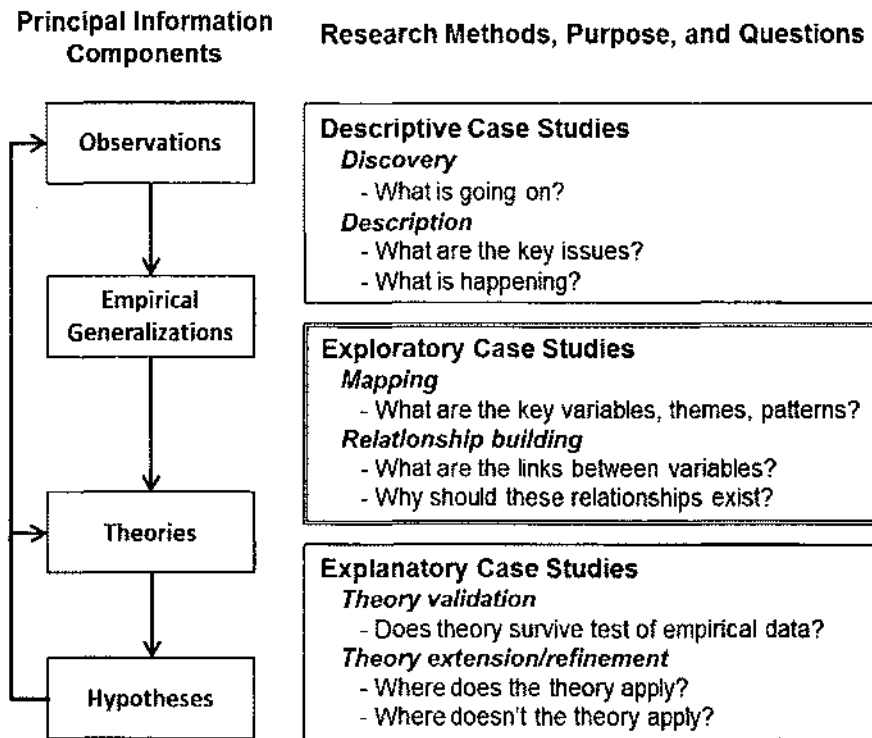 Principal Information
Components
Research Methods, Purpose, and Questions
Observations
Empirical
Generalizations
Theories
Hypotheses
Descriptive Case Studies
Discovery
- What is going on?
Description
- What are the key issues?
- What is happening?
Exploratory Case Studies
Mapping
- What are the key variables, themes, patterns?
Relationship building
- What are the links between variables?
- Why should these relationships exist?
Explanatory Case Studies
Theory validation
- Does theory survive test of empirical data?
Theory extension/refinement
- Where does the theory apply?
- Where doesn't the theory apply?